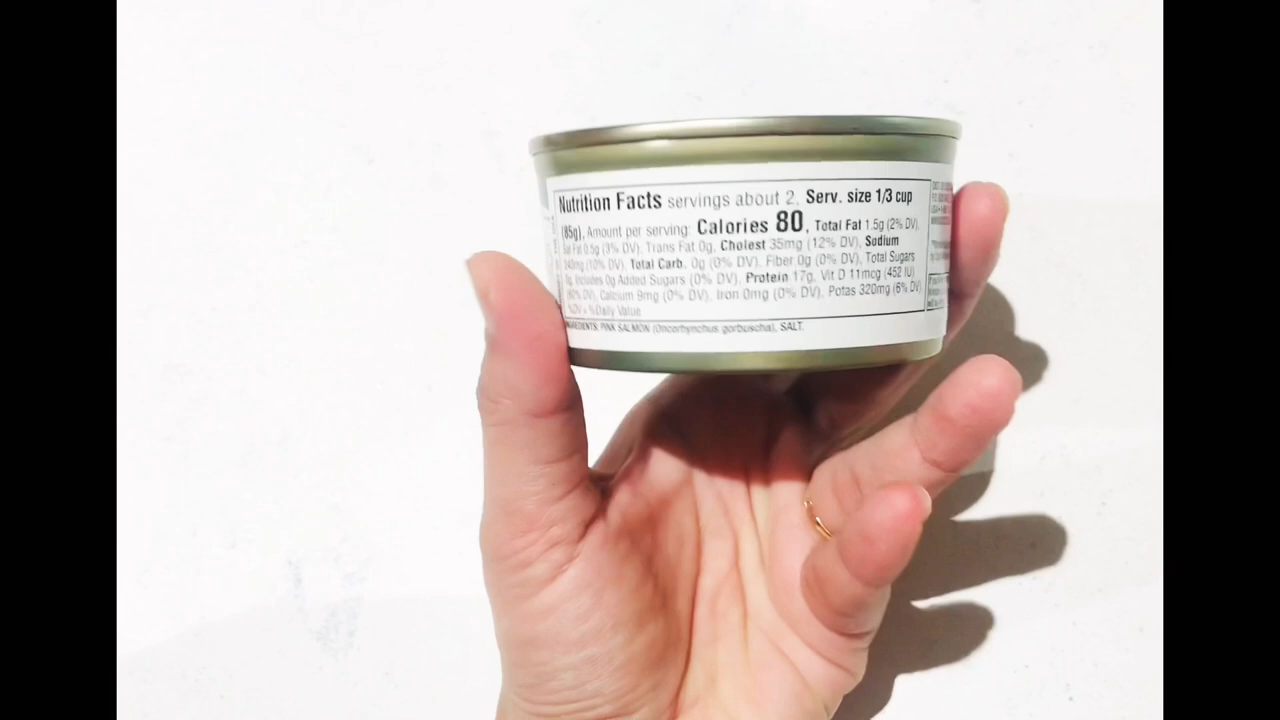 Nutrition Facts servings about 2, Serv. size 1/3 cup
(85g), Amount per serving: Calories 80, Total Fat 1.5g (2% DV),
Sat Fat 0.5g (3% DV), Trans Fat 0g, Cholest 35mg (12% DV), Sodium
240mg (10% DV), Total Carb. 0g (0% DV), Fiber 0g (0% DV), Total Sugars
0g, Includes 0g Added Sugars (0% DV), Protein 17g, Vit D 11mcg (452 IU)
DV), Calcium 9mg (0% DV), Iron 0mg (0% DV), Potas 320mg (6% DV)
%DV = %Daily Value
INGREDIENTS: PINK SALMON (Oncorhynchus gorbuscha), SALT.